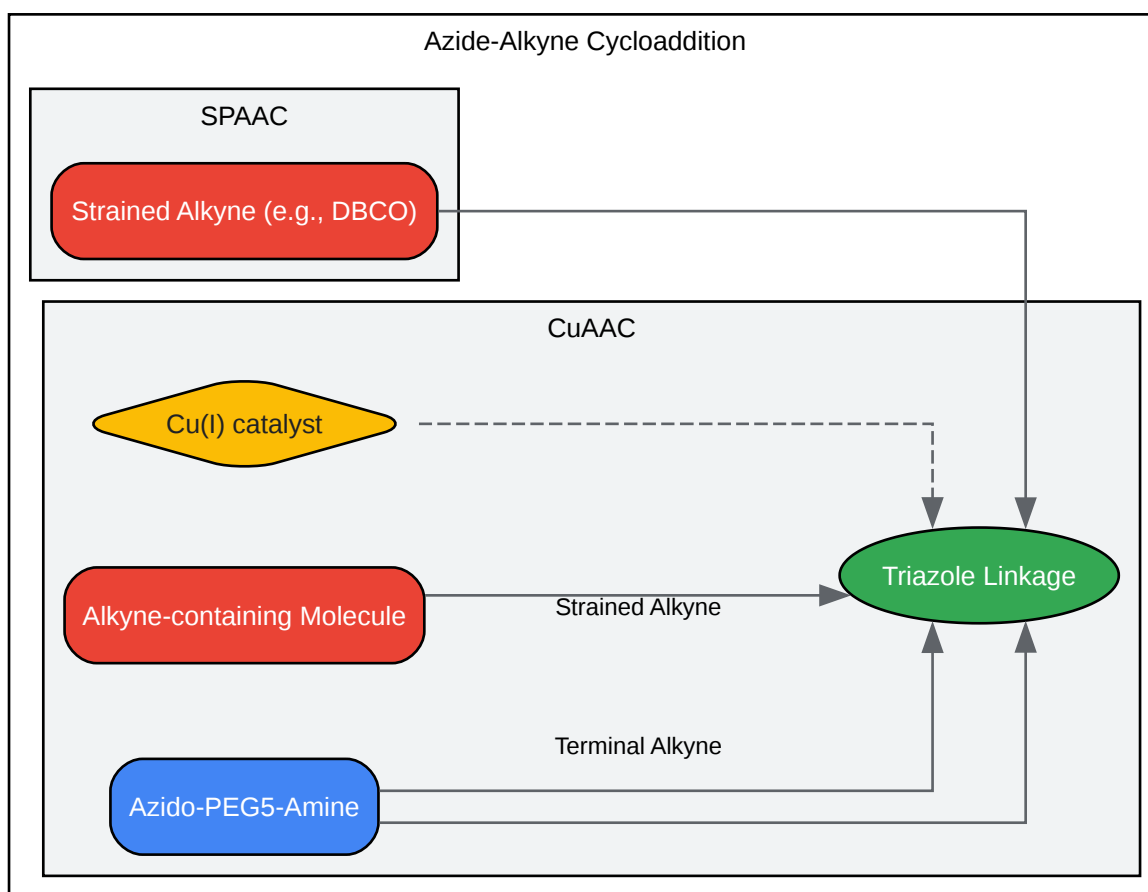 Azide-Alkyne Cycloaddition
SPAAC
Strained Alkyne (e.g., DBCO)
CuAAC
Cu(I) catalyst
Triazole Linkage
Alkyne-containing Molecule
Strained Alkyne
Terminal Alkyne
Azido-PEG5-Amine